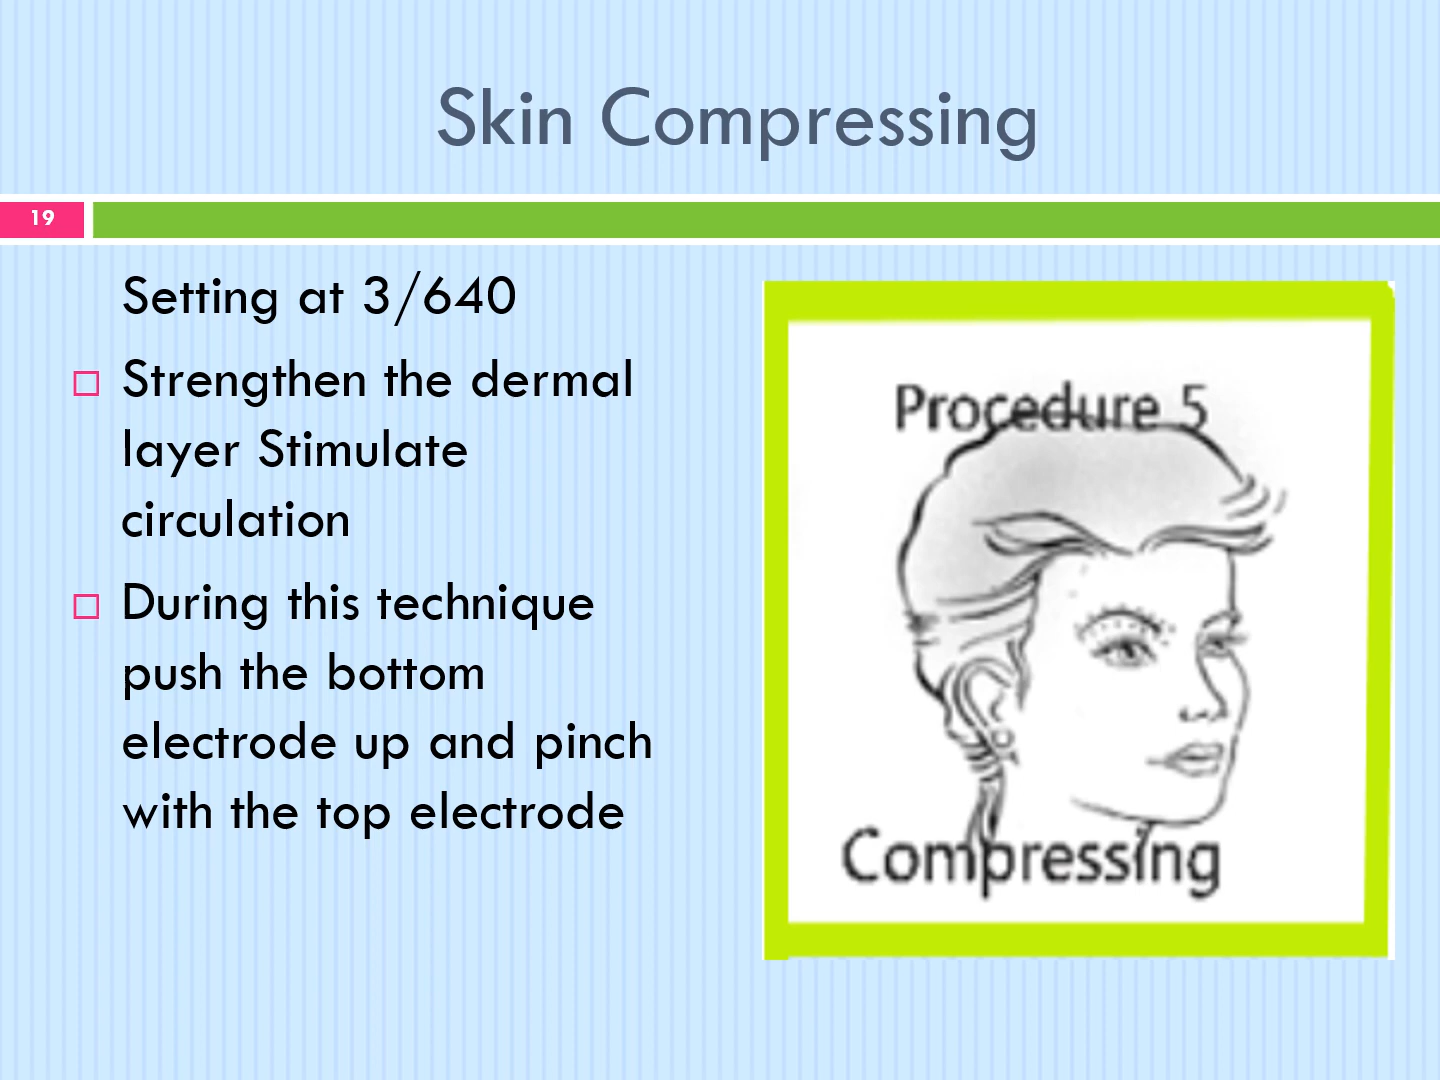 Skin Compressing
19
Setting at 3/640
Strengthen the dermal
layer Stimulate
circulation
During this technique
push the bottom
electrode up and pinch
with the top electrode
Procedure 5
Compressing